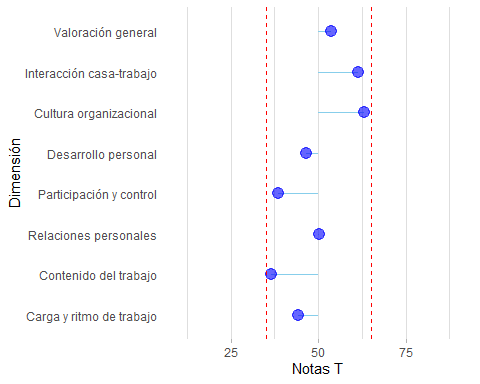 Valoración general
Interacción casa-trabajo
Cultura organizacional
Desarrollo personal
Participación y control
Relaciones personales
Contenido del trabajo
Carga y ritmo de trabajo
Dimensión
25 50 75
Notas T